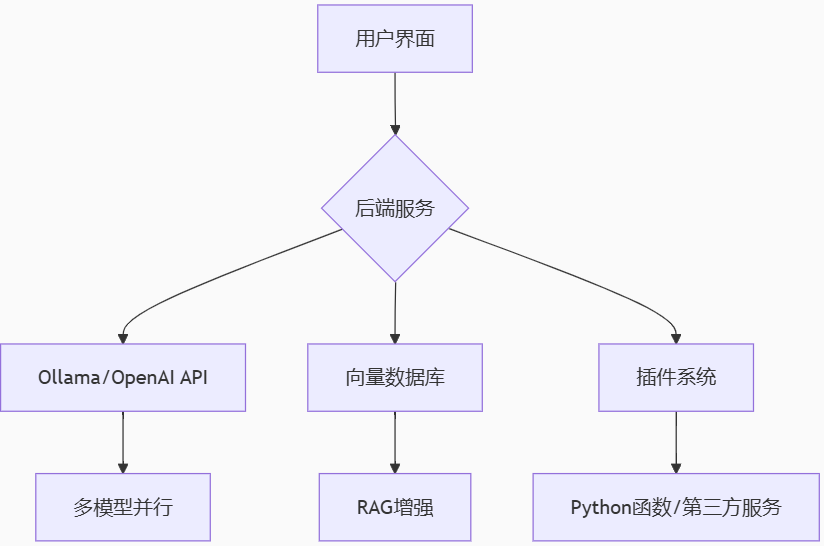 用户界面
后端服务
Ollama/OpenAI API
向量数据库
插件系统
多模型并行
RAG增强
Python函数/第三方服务